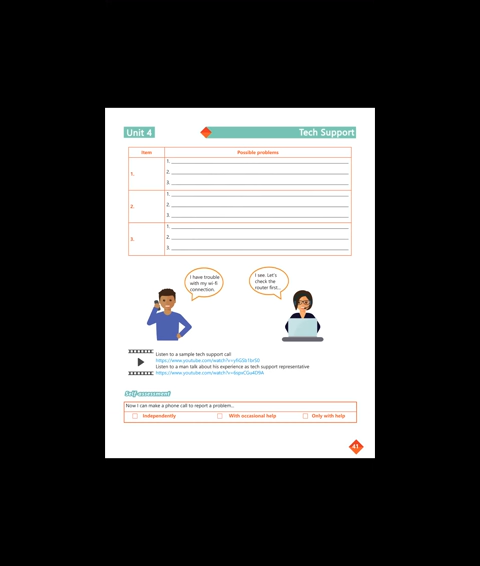 Unit 4
Tech Support
Item Possible problems
1.
1.
2.
3.
2.
1.
2.
3.
3.
1.
2.
3.
I have trouble
with my wi-fi
connection.
I see. Let's
check the
router first...
Listen to a sample tech support call
Listen to a man talk about his experience as tech support representative
Self-assessment
Now I can make a phone call to report a problem...
Independently With occasional help Only with help
41